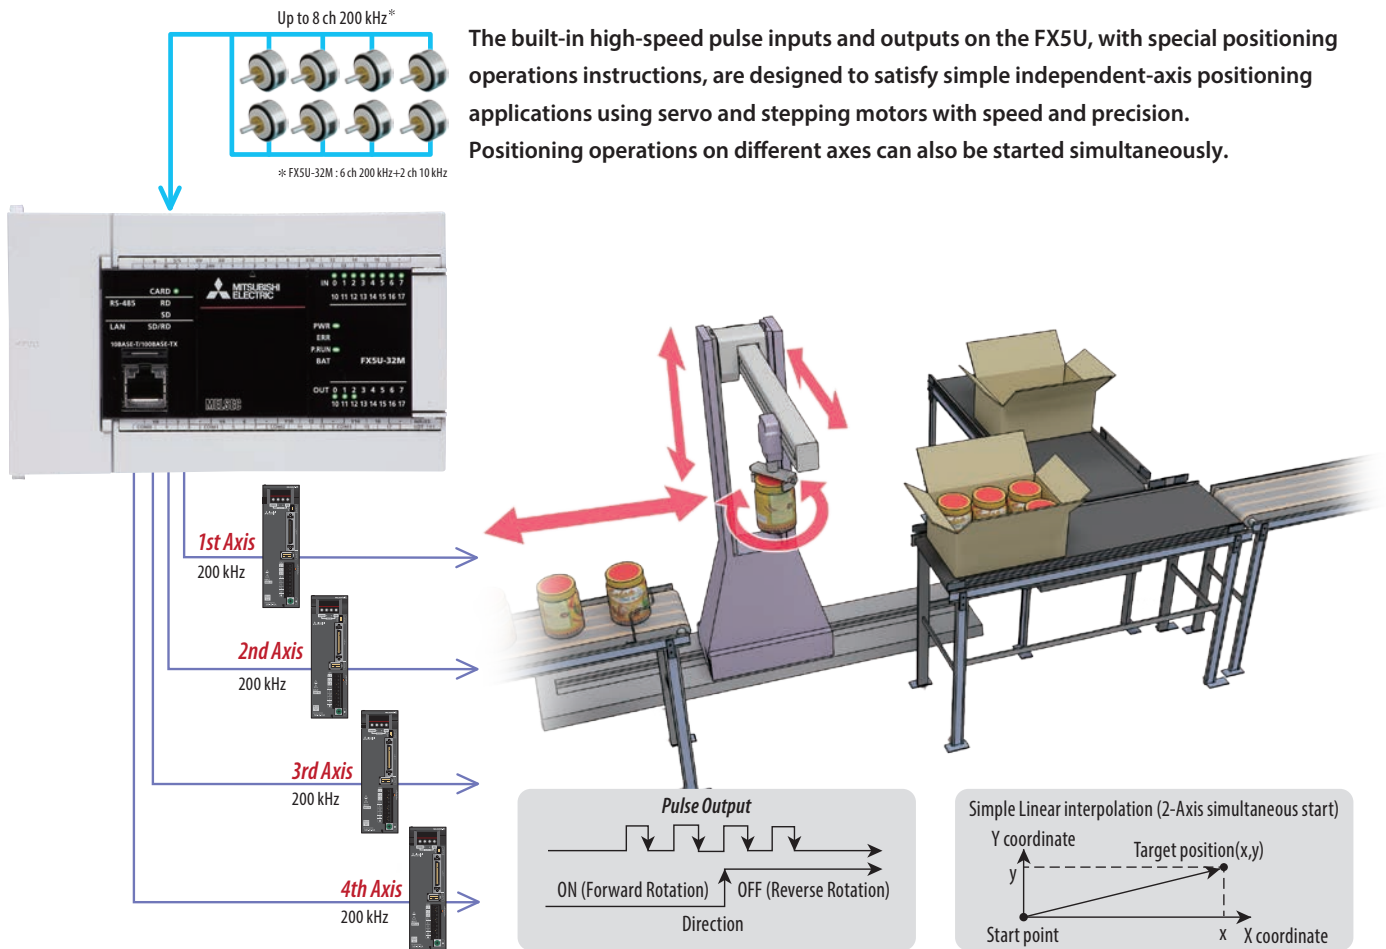 Up to 8 ch 200 kHz*
* FX5U-32M : 6 ch 200 kHz+2 ch 10 kHz
The built-in high-speed pulse inputs and outputs on the FX5U, with special positioning
operations instructions, are designed to satisfy simple independent-axis positioning
applications using servo and stepping motors with speed and precision.
Positioning operations on different axes can also be started simultaneously.
MITSUBISHI
ELECTRIC
CARD
RS-485 RD
SD
LAN SD/RD
10BASE-T/100BASE-TX
IN 0 1 2 3 4 5 6 7
10 11 12 13 14 15 16 17
PWR
ERR
P.RUN
BAT
FX5U-32M
OUT 0 1 2 3 4 5 6 7
10 11 12 13 14 15 16 17
MELSEC
1st Axis
200 kHz
2nd Axis
200 kHz
3rd Axis
200 kHz
4th Axis
200 kHz
Pulse Output
ON (Forward Rotation) OFF (Reverse Rotation)
Direction
Simple Linear interpolation (2-Axis simultaneous start)
Y coordinate
Target position(x,y)
y
Start point
x X coordinate